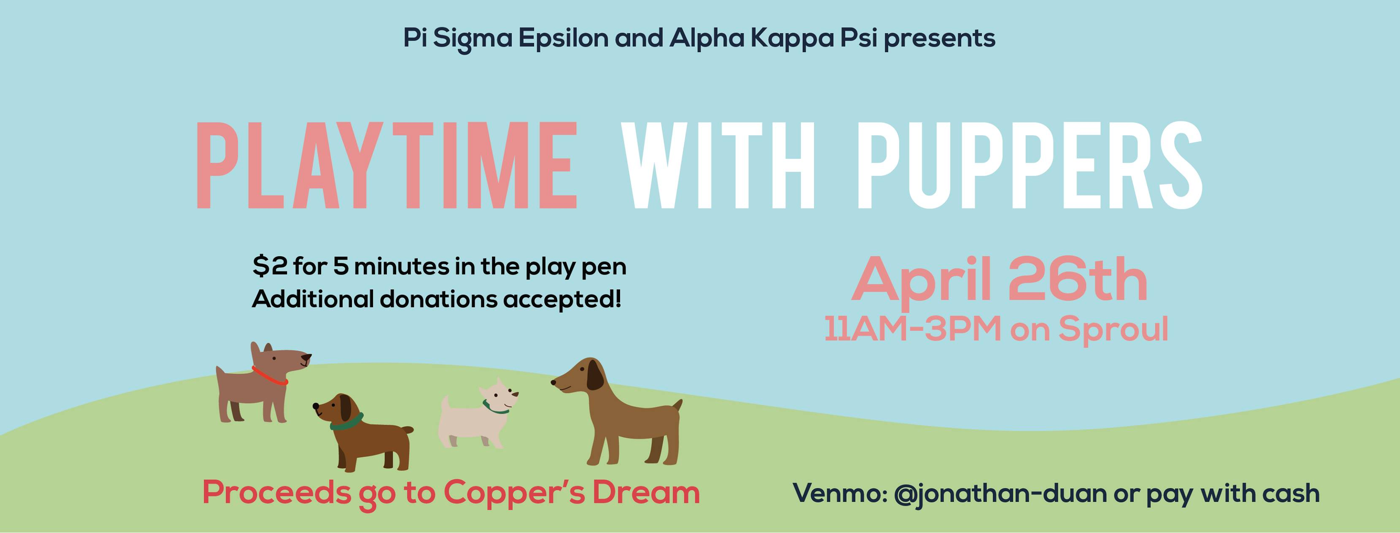 Pi Sigma Epsilon and Alpha Kappa Psi presents
PLAYTIME WITH PUPPERS
$2 for 5 minutes in the play pen
Additional donations accepted!
April 26th
11AM-3PM on Sproul
Proceeds go to Copper's Dream
Venmo: @jonathan-duan or pay with cash